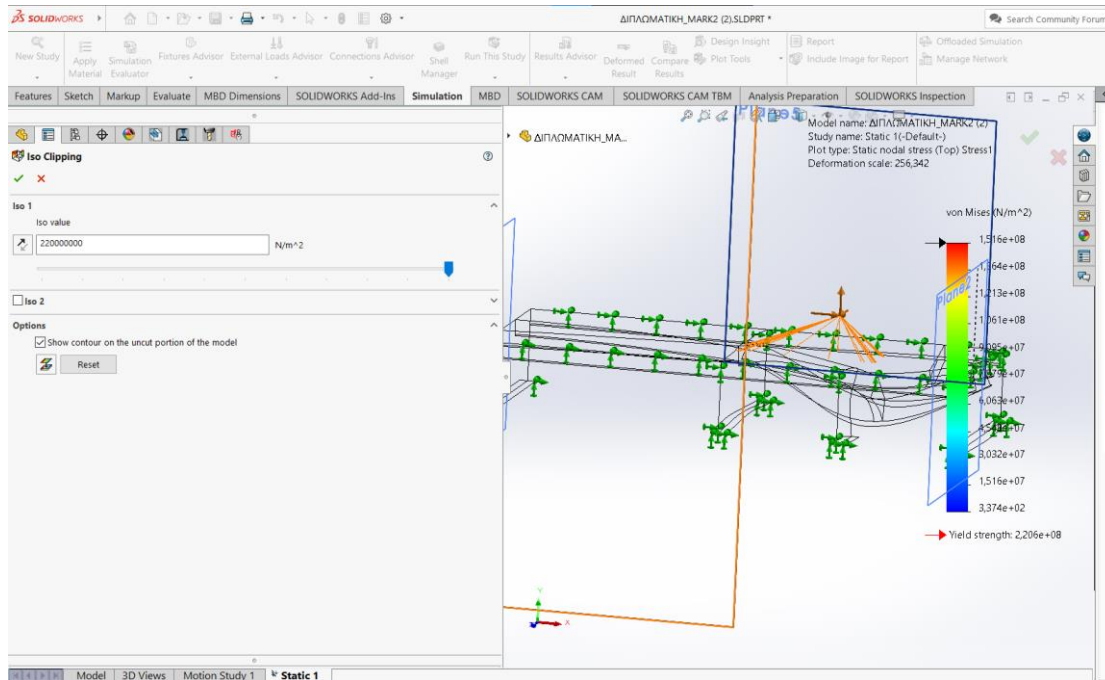 SOLIDWORKS
ΔΙΠΛΩΜΑΤΙΚΗ_MARK2 (2).SLDPRT *
Search Community Forum
New Study
Apply Material
Simulation Evaluator
Fixtures Advisor
External Loads Advisor
Connections Advisor
Shell Manager
Run This Study
Results Advisor
Deformed Result
Compare Results
Design Insight
Plot Tools
Report
Include Image for Report
Offloaded Simulation
Manage Network
Features Sketch Markup Evaluate MBD Dimensions SOLIDWORKS Add-Ins Simulation MBD SOLIDWORKS CAM SOLIDWORKS CAM TBM Analysis Preparation SOLIDWORKS Inspection
Iso Clipping
Iso 1
Iso value
220000000 N/m^2
Iso 2
Options
Show contour on the uncut portion of the model
Reset
ΔΙΠΛΩΜΑΤΙΚΗ_MA...
Model name: ΔΙΠΛΩΜΑΤΙΚΗ_MARK2 (2)
Study name: Static 1(-Default-)
Plot type: Static nodal stress (Top) Stress1
Deformation scale: 256,342
von Mises (N/m^2)
1,516e+08
1,364e+08
Plane2
1,213e+08
1,061e+08
6,063e+07
3,032e+07
1,516e+07
3,374e+02
Yield strength: 2,206e+08
Y
X
Model 3D Views Motion Study 1 Static 1